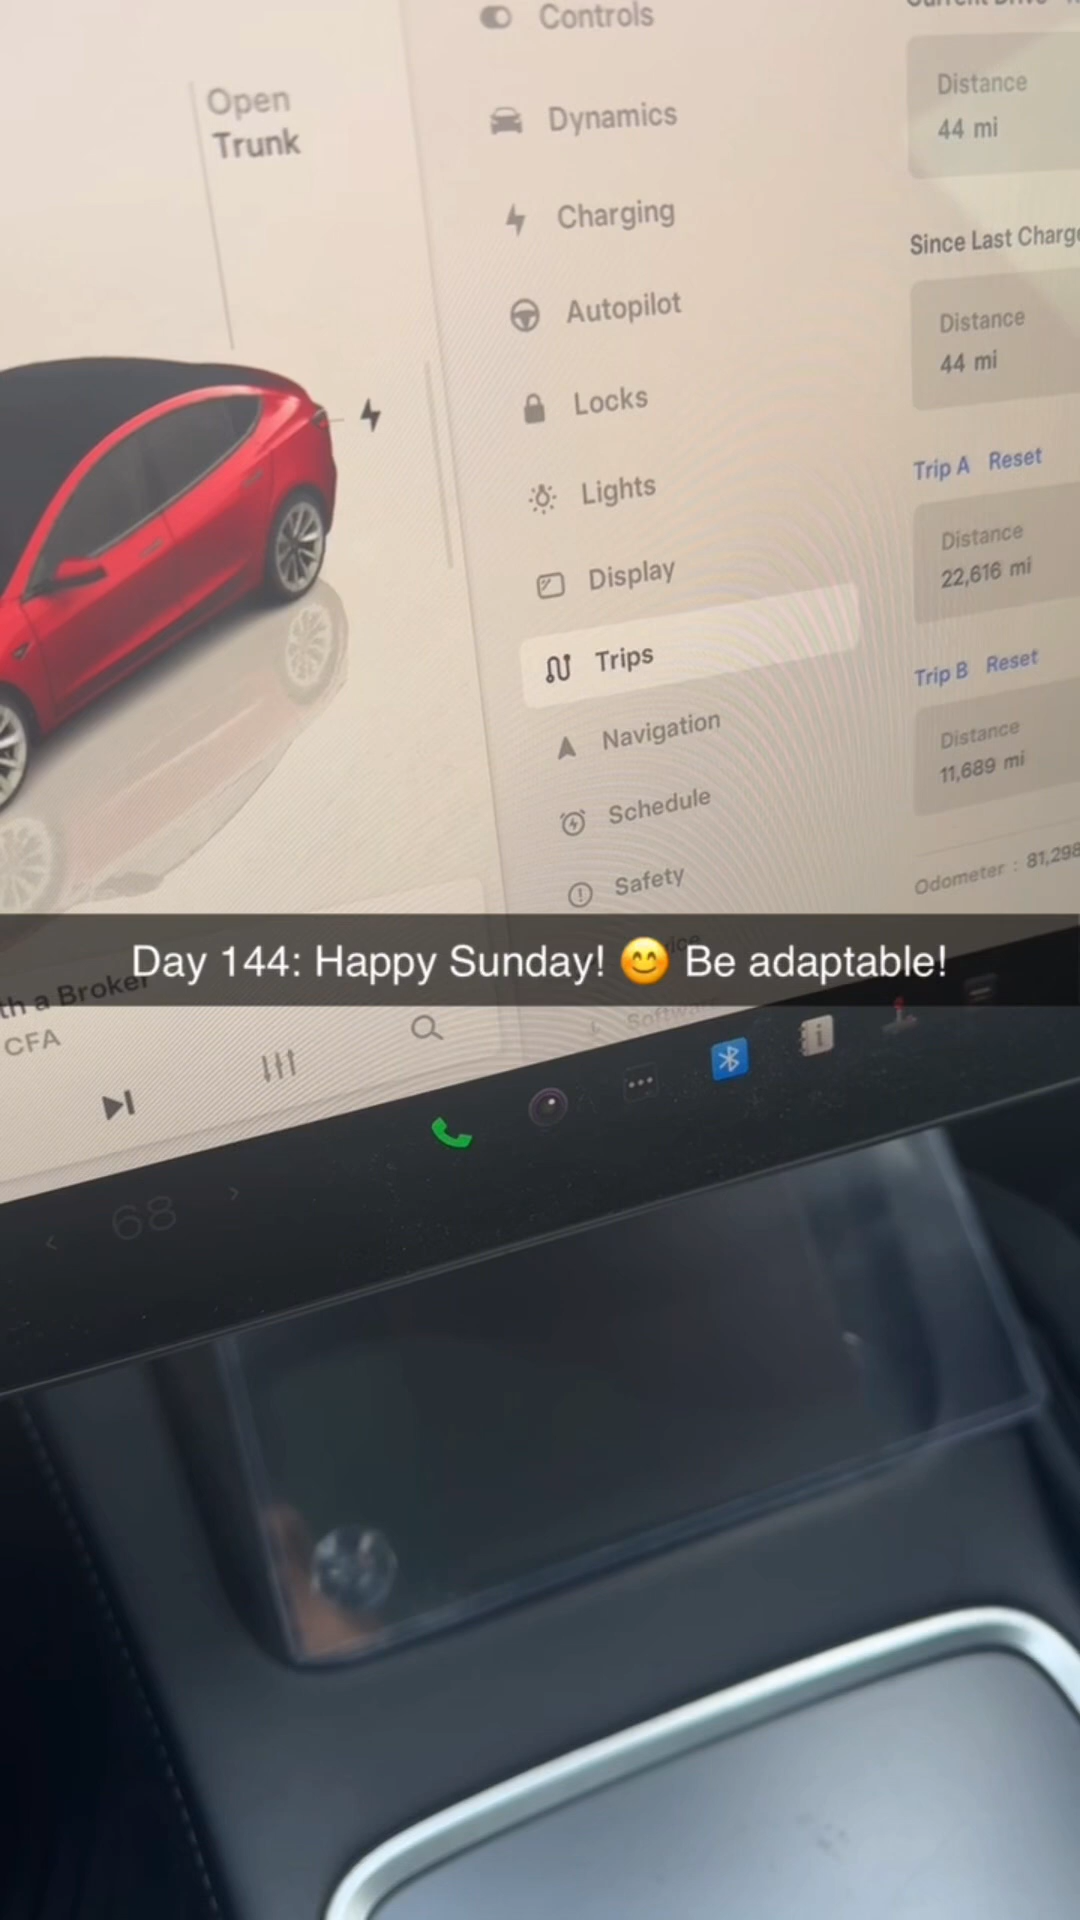 Controls
Open
Trunk
Dynamics
Charging
Autopilot
Locks
Lights
Display
Trips
Navigation
Schedule
Safety
Distance
44 mi
Since Last Charge
Distance
44 mi
Trip A Reset
Distance
22,616 mi
Trip B Reset
Distance
11,689 mi
Odometer : 81,298
Day 144: Happy Sunday! 😊 Be adaptable!
th a Broker
CFA
Software
68